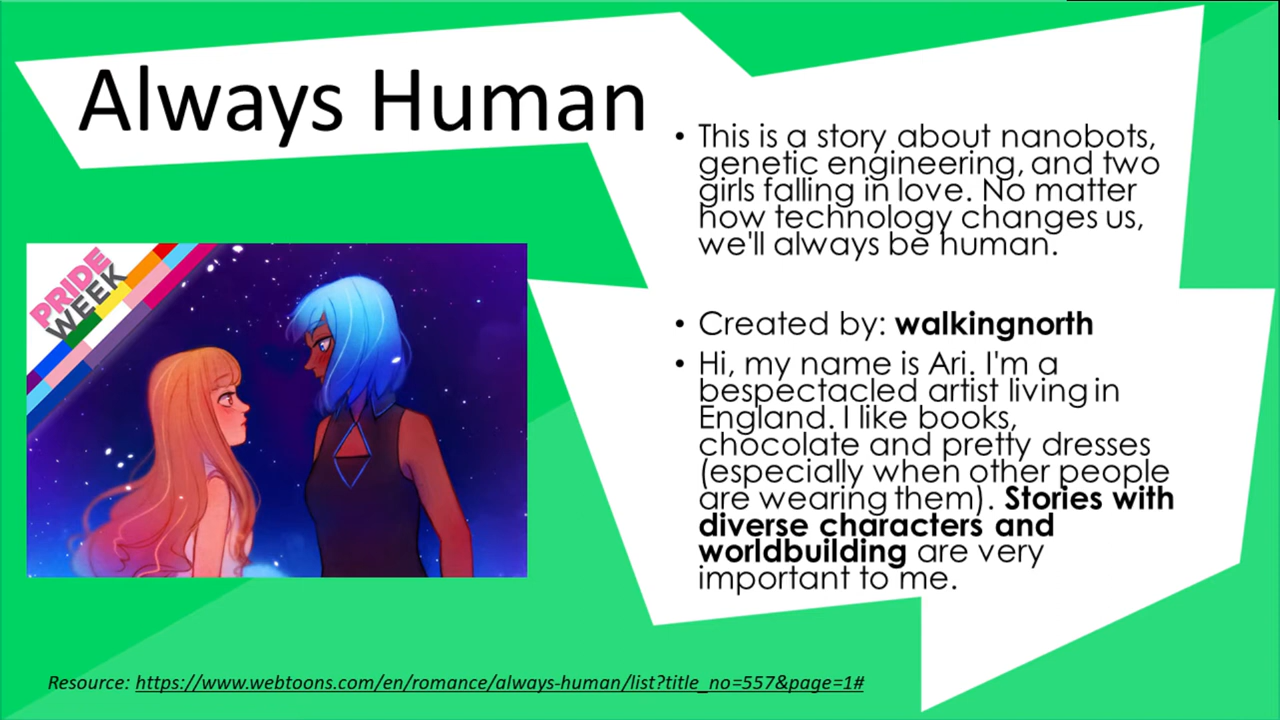 Always Human
• This is a story about nanobots,
genetic engineering, and two
girls falling in love. No matter
how technology changes us,
we'll always be human.
PRIDE
WEEK
• Created by: walkingnorth
• Hi, my name is Ari. I'm a
bespectacled artist living in
England. I like books,
chocolate and pretty dresses
(especially when other people
are wearing them). Stories with
diverse characters and
worldbuilding are very
important to me.
Resource: https://www.webtoons.com/en/romance/always-human/list?title_no=557&page=1#